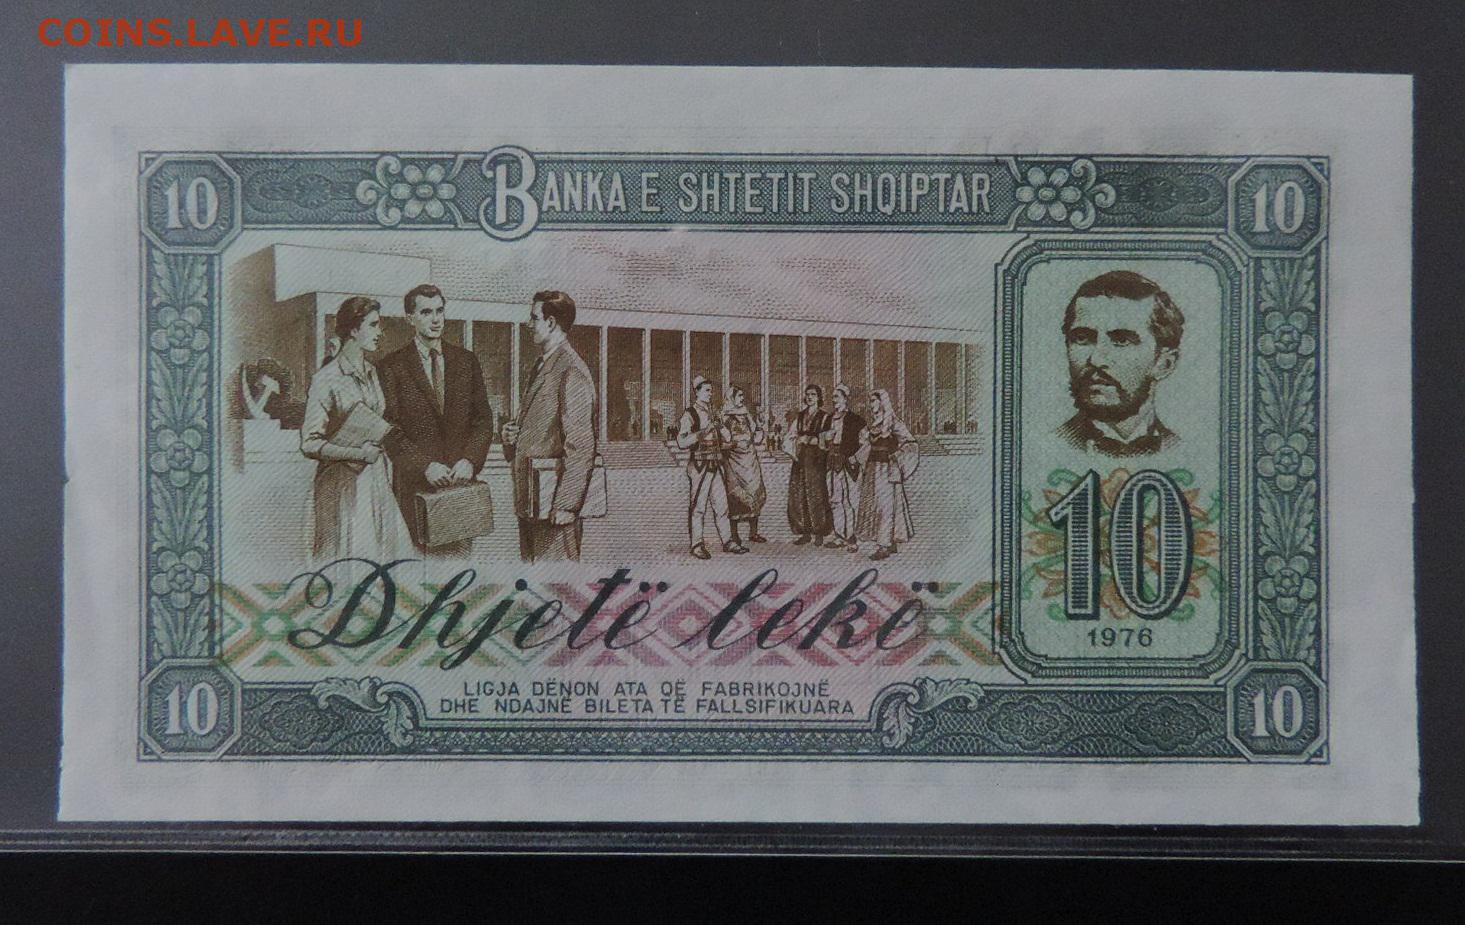 COINS.LAVE.RU
BANKA E SHTETIT SHQIPTAR
10
10
10
1976
Dhjetë lekë
LIGJA DËNON ATA QË FABRIKOJNË
DHE NDAJNË BILETA TË FALLSIFIKUARA
10
10